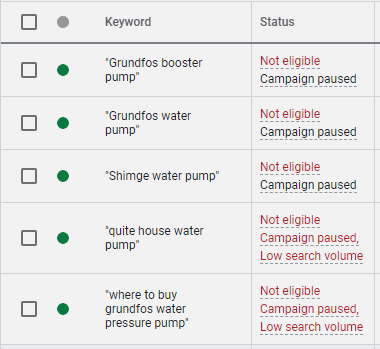 Keyword
Status
"Grundfos booster
pump"
Not eligible
Campaign paused
"Grundfos water
pump"
Not eligible
Campaign paused
"Shimge water pump"
Not eligible
Campaign paused
"quite house water
pump"
Not eligible
Campaign paused,
Low search volume
"where to buy
grundfos water
pressure pump"
Not eligible
Campaign paused,
Low search volume